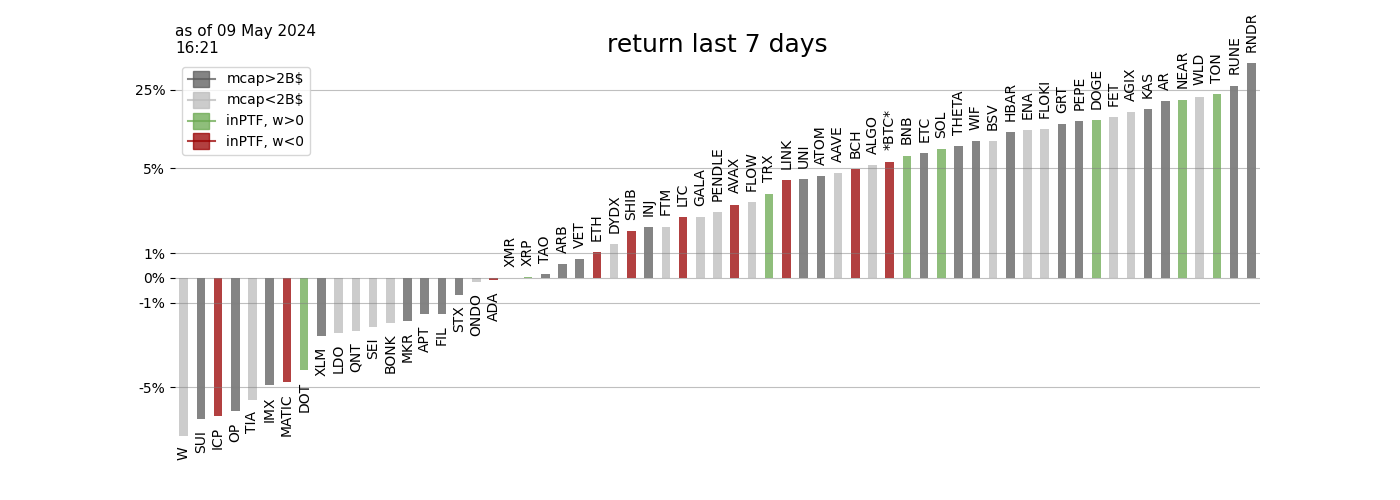 as of 09 May 2024
16:21
return last 7 days
mcap>2B$
mcap<2B$
inPTF, w>0
inPTF, w<0
25%
5%
1%
0%
-1%
-5%
W
SUI
ICP
OP
TIA
IMX
MATIC
DOT
XLM
LDO
QNT
SEI
BONK
MKR
APT
FIL
STX
ONDO
ADA
XMR
XRP
TAO
ARB
VET
ETH
DYDX
SHIB
INJ
FTM
LTC
GALA
PENDLE
AVAX
FLOW
TRX
LINK
UNI
ATOM
AAVE
BCH
ALGO
*BTC*
BNB
ETC
SOL
THETA
WIF
BSV
HBAR
ENA
FLOKI
GRT
PEPE
DOGE
FET
AGIX
KAS
AR
NEAR
WLD
TON
RUNE
RNDR